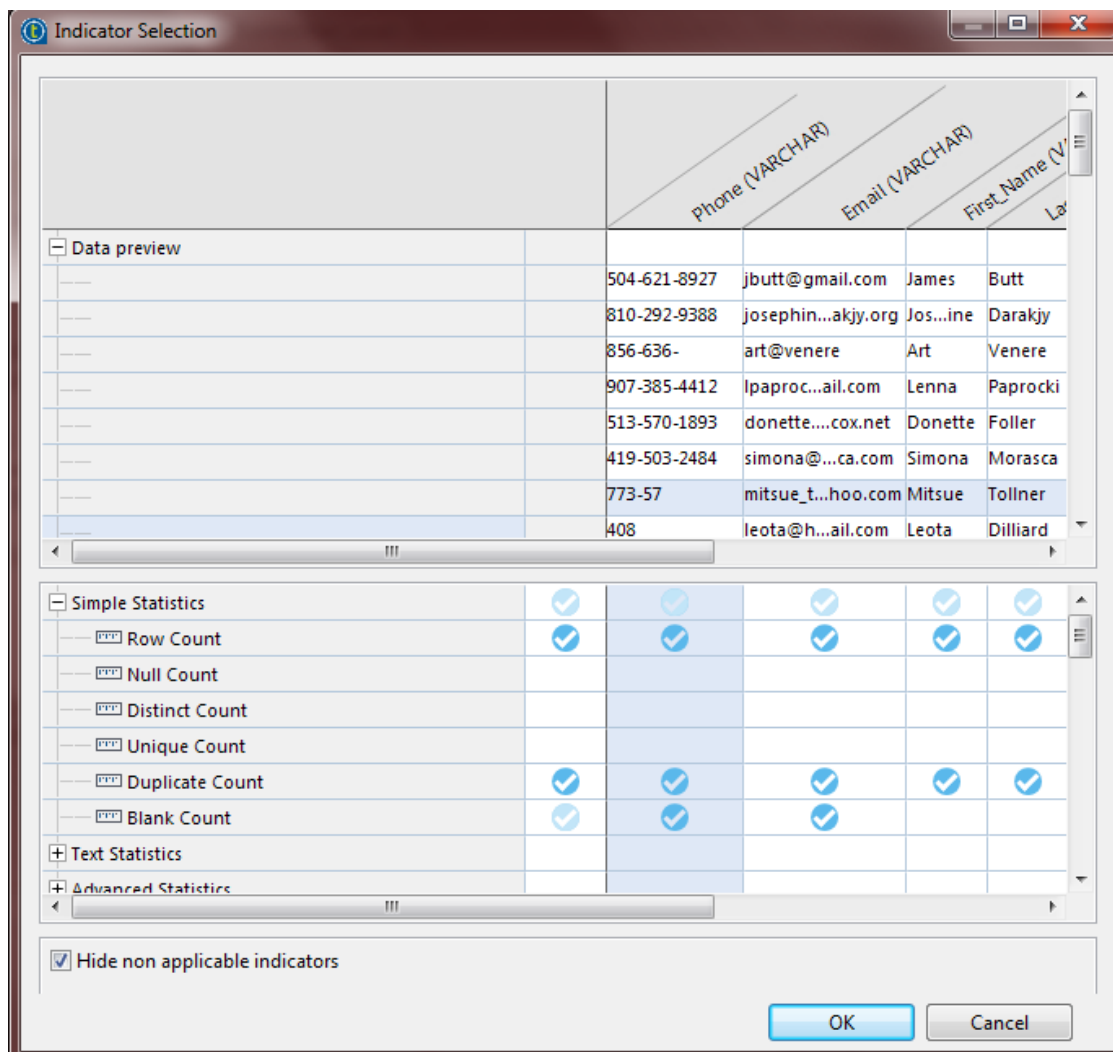 Indicator Selection
Phone (VARCHAR)
Email (VARCHAR)
First_Name (V
La
Data preview
504-621-8927 jbutt@gmail.com James Butt
810-292-9388 josephin...akjy.org Jos...ine Darakjy
856-636- art@venere Art Venere
907-385-4412 lpaproc...ail.com Lenna Paprocki
513-570-1893 donette....cox.net Donette Foller
419-503-2484 simona@...ca.com Simona Morasca
773-57 mitsue_t...hoo.com Mitsue Tollner
408 leota@h...ail.com Leota Dilliard
Simple Statistics
Row Count
Null Count
Distinct Count
Unique Count
Duplicate Count
Blank Count
Text Statistics
Advanced Statistics
Hide non applicable indicators
OK Cancel